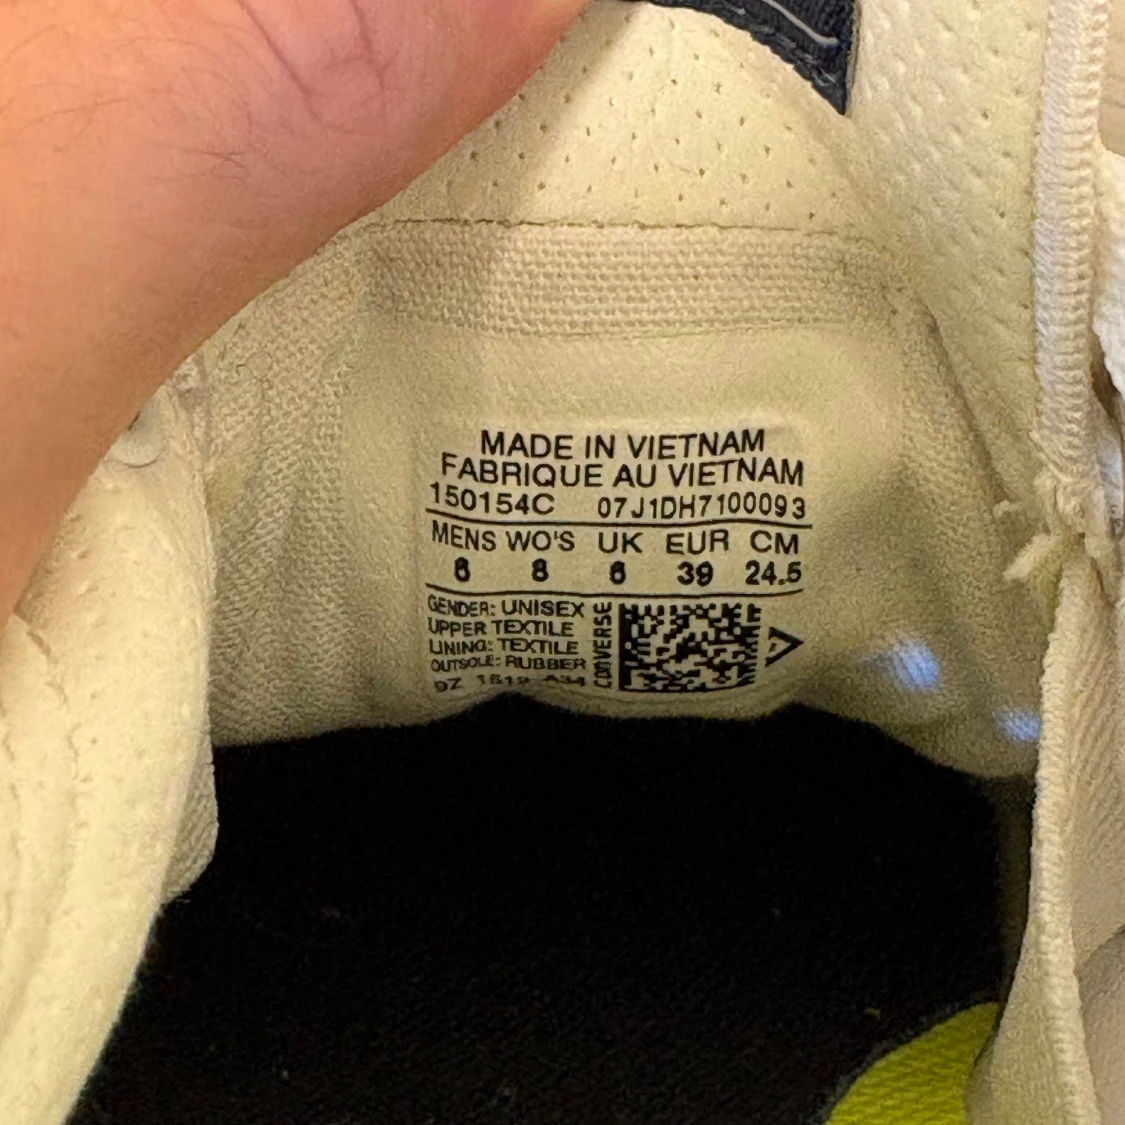 MADE IN VIETNAM
FABRIQUE AU VIETNAM
150154C 07J1DH7100093
MENS WO'S UK EUR CM
6 8 6 39 24.5
GENDER: UNISEX
UPPER TEXTILE
LINING: TEXTILE
OUTSOLE: RUBBER
CONVERSE